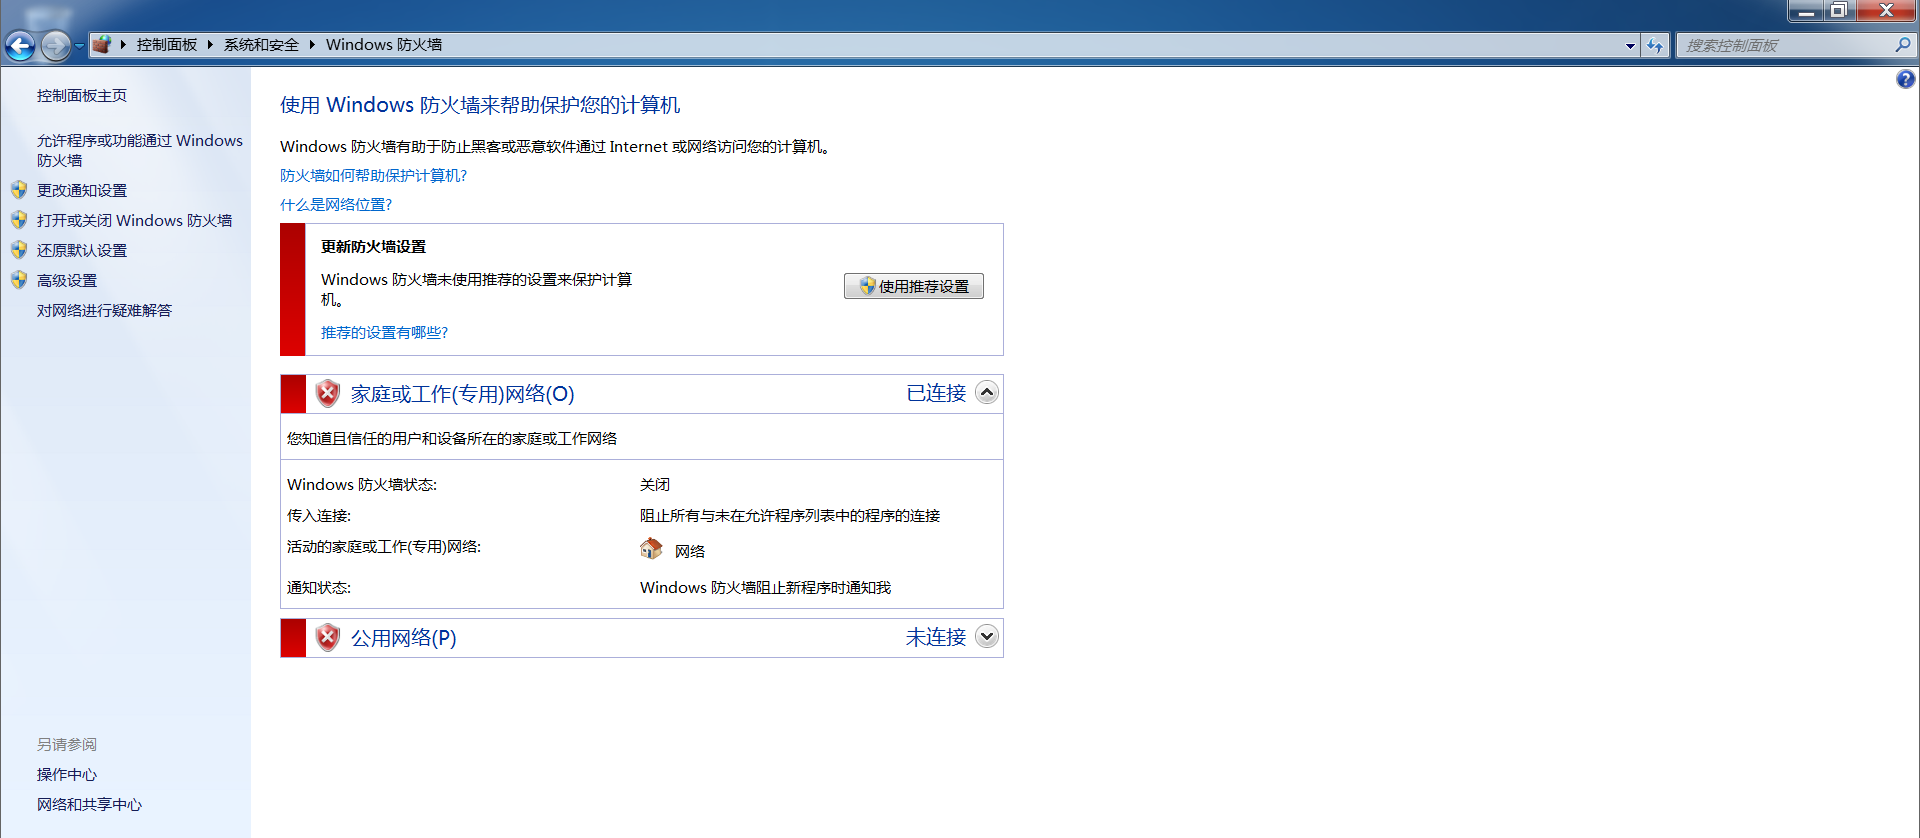 控制面板 系统和安全 Windows 防火墙
搜索控制面板
控制面板主页
允许程序或功能通过 Windows
防火墙
更改通知设置
打开或关闭 Windows 防火墙
还原默认设置
高级设置
对网络进行疑难解答
另请参阅
操作中心
网络和共享中心
使用 Windows 防火墙来帮助保护您的计算机
Windows 防火墙有助于防止黑客或恶意软件通过 Internet 或网络访问您的计算机。
防火墙如何帮助保护计算机?
什么是网络位置?
更新防火墙设置
Windows 防火墙未使用推荐的设置来保护计算
机。
使用推荐设置
推荐的设置有哪些?
家庭或工作(专用)网络(O) 已连接
您知道且信任的用户和设备所在的家庭或工作网络
Windows 防火墙状态: 关闭
传入连接: 阻止所有与未在允许程序列表中的程序的连接
活动的家庭或工作(专用)网络: 网络
通知状态: Windows 防火墙阻止新程序时通知我
公用网络(P) 未连接